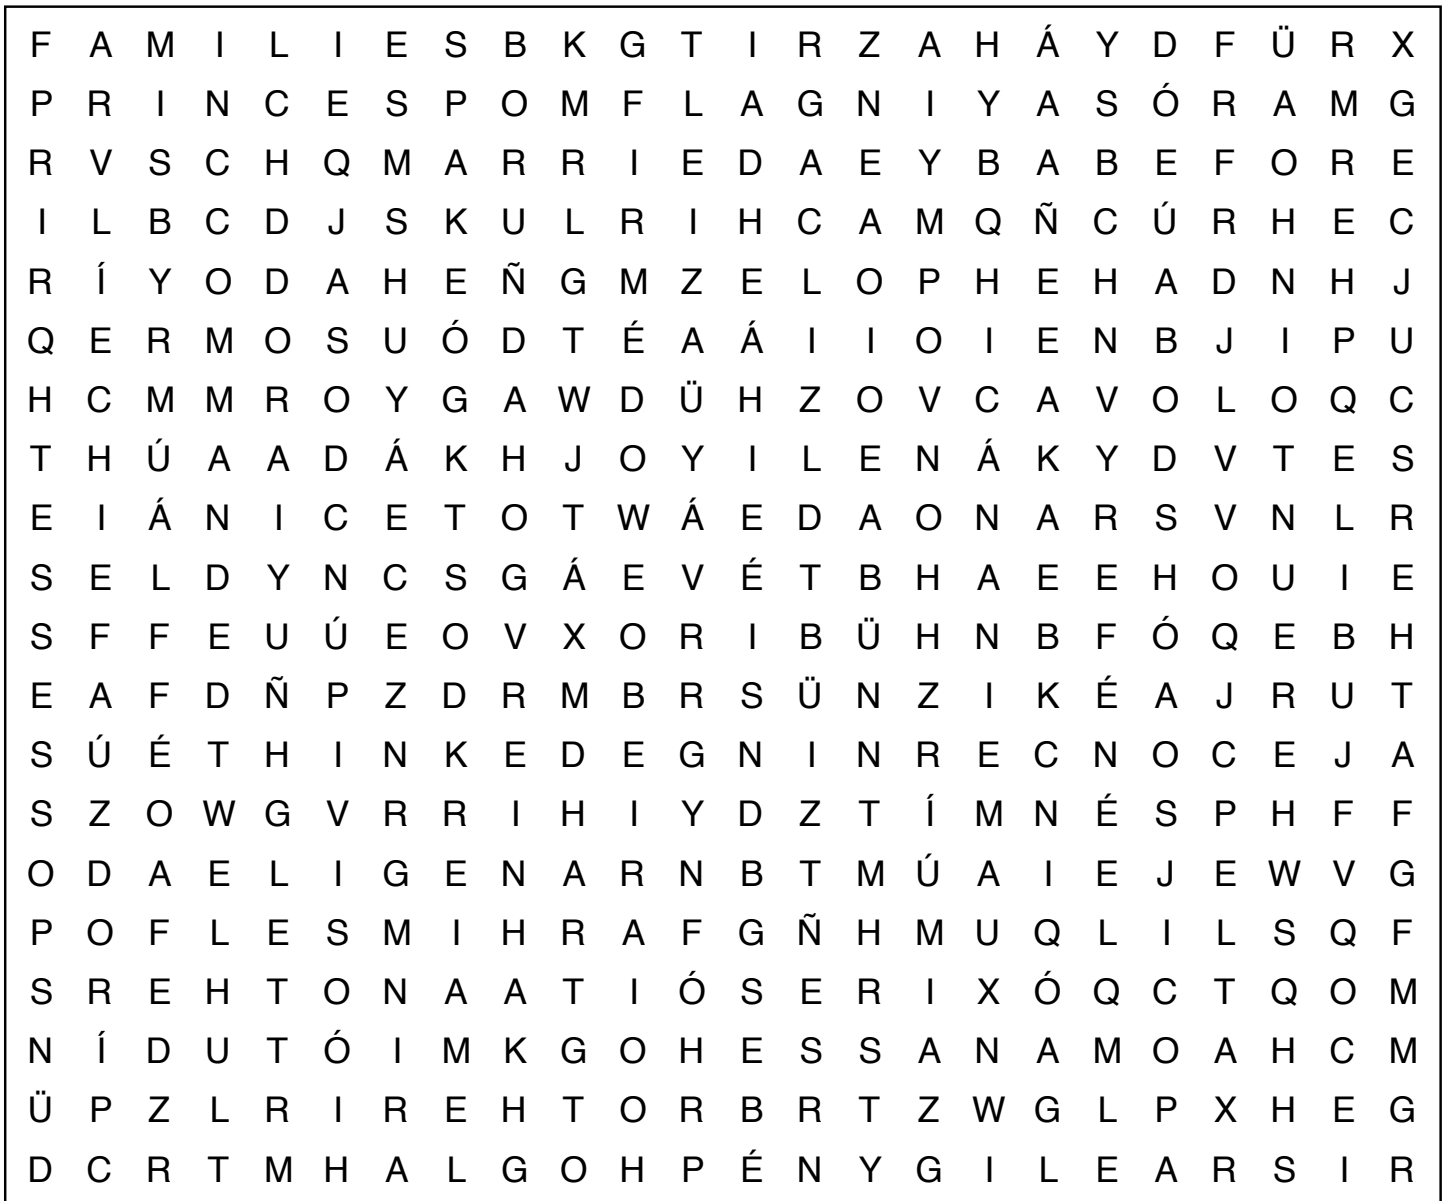 F A M I L I E S B K G T I R Z A H Á Y D F Ü R X
P R I N C E S P O M F L A G N I Y A S Ó R A M G
R V S C H Q M A R R I E D A E Y B A B E F O R E
I L B C D J S K U L R I H C A M Q Ñ C Ú R H E C
R Í Y O D A H E Ñ G M Z E L O P H E H A D N H J
Q E R M O S U Ó D T É A Á I I O I E N B J I P U
H C M M R O Y G A W D Ü H Z O V C A V O L O Q C
T H Ú A A D Á K H J O Y I L E N Á K Y D V T E S
E I Á N I C E T O T W Á E D A O N A R S V N L R
S E L D Y N C S G Á E V É T B H A E E H O U I E
S F F E U Ú E O V X O R I B Ü H N B F Ó Q E B H
E A F D Ñ P Z D R M B R S Ü N Z I K É A J R U T
S Ú É T H I N K E D E G N I N R E C N O C E J A
S Z O W G V R R I H I Y D Z T Í M N É S P H F F
O D A E L I G E N A R N B T M Ú A I E J E W V G
P O F L E S M I H R A F G Ñ H M U Q L I L S Q F
S R E H T O N A A T I Ó S E R I X Ó Q C T Q O M
N Í D U T Ó I M K G O H E S S A N A M O A H C M
Ü P Z L R I R E H T O R B R T Z W G L P X H E G
D C R T M H A L G O H P É N Y G I L E A R S I R